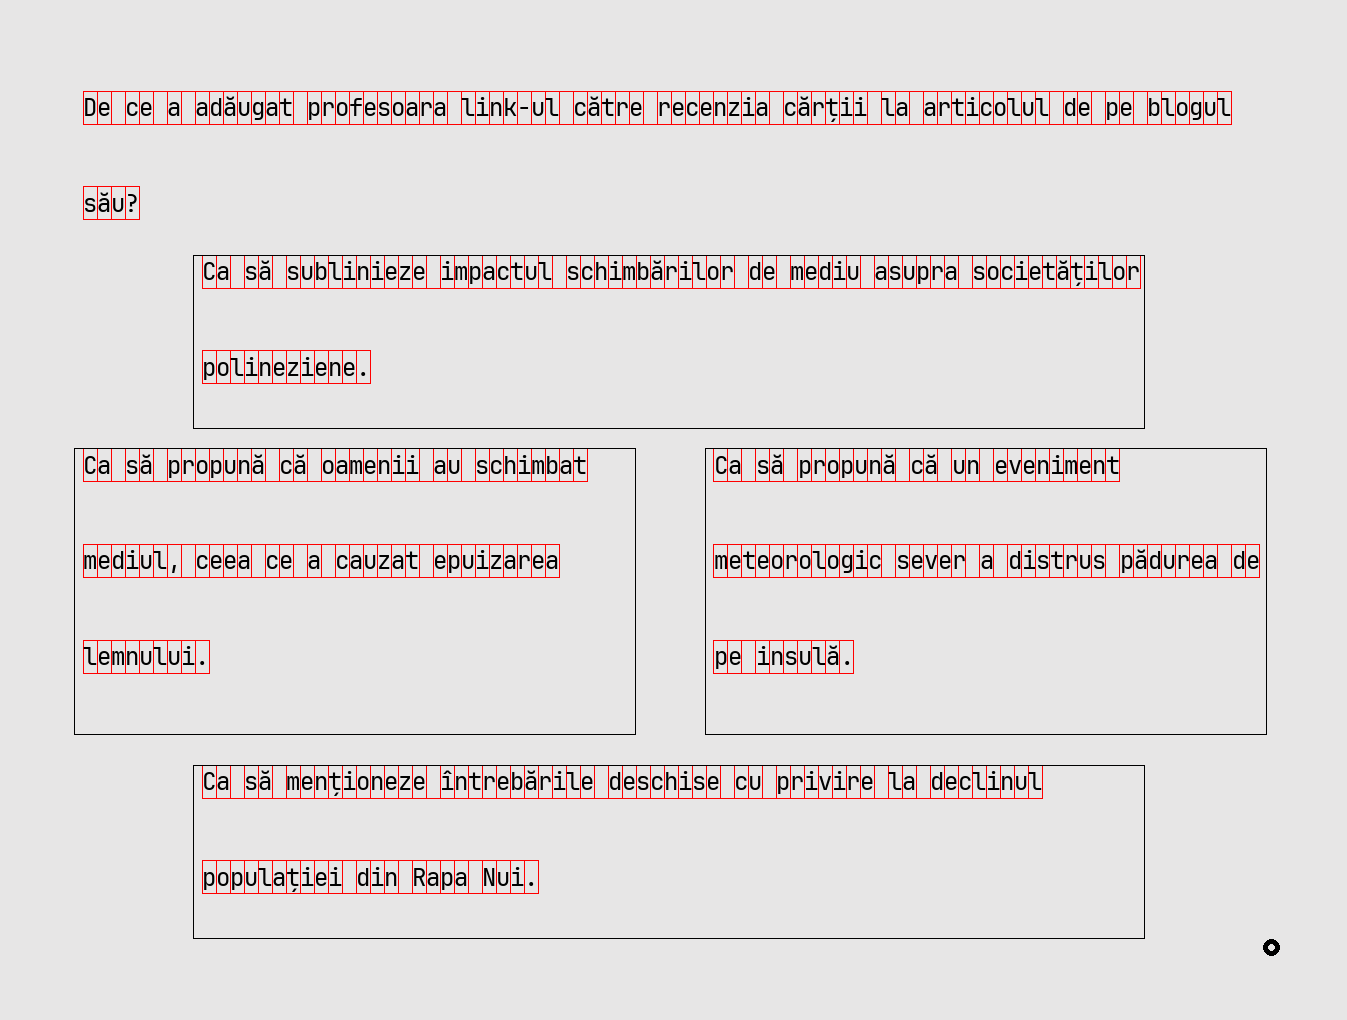 De ce a adăugat profesoara link-ul către recenzia cărții la articolul de pe blogul
său?
Ca să sublinieze impactul schimbărilor de mediu asupra societăților
polineziene.
Ca să propună că oamenii au schimbat
mediul, ceea ce a cauzat epuizarea
lemnului.
Ca să propună că un eveniment
meteorologic sever a distrus pădurea de
pe insulă.
Ca să menționeze întrebările deschise cu privire la declinul
populației din Rapa Nui.